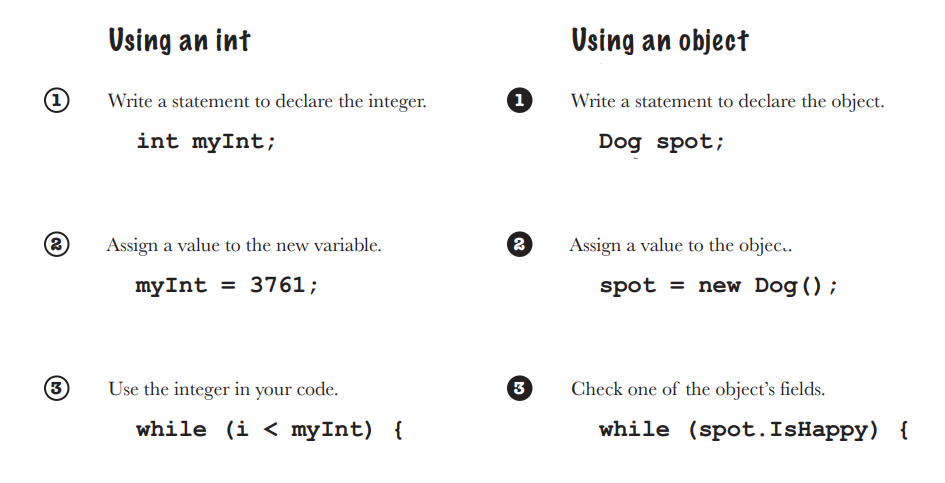 Using an int
1 Write a statement to declare the integer.
int myInt;
2 Assign a value to the new variable.
myInt = 3761;
3 Use the integer in your code.
while (i < myInt) {
Using an object
1 Write a statement to declare the object.
Dog spot;
2 Assign a value to the objec..
spot = new Dog();
3 Check one of the object’s fields.
while (spot.IsHappy) {